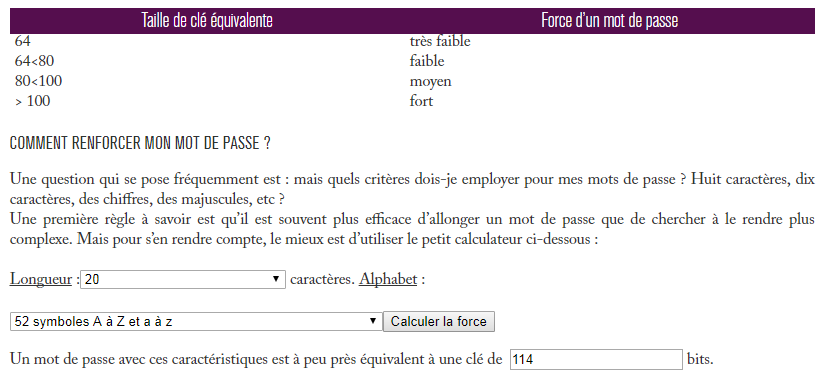 Taille de clé équivalente Force d'un mot de passe
64 très faible
64<80 faible
80<100 moyen
> 100 fort
COMMENT RENFORCER MON MOT DE PASSE ?
Une question qui se pose fréquemment est : mais quels critères dois-je employer pour mes mots de passe ? Huit caractères, dix
caractères, des chiffres, des majuscules, etc ?
Une première règle à savoir est qu'il est souvent plus efficace d'allonger un mot de passe que de chercher à le rendre plus
complexe. Mais pour s'en rendre compte, le mieux est d'utiliser le petit calculateur ci-dessous :
Longueur : 20 caractères. Alphabet :
52 symboles A à Z et a à z Calculer la force
Un mot de passe avec ces caractéristiques est à peu près équivalent à une clé de 114 bits.